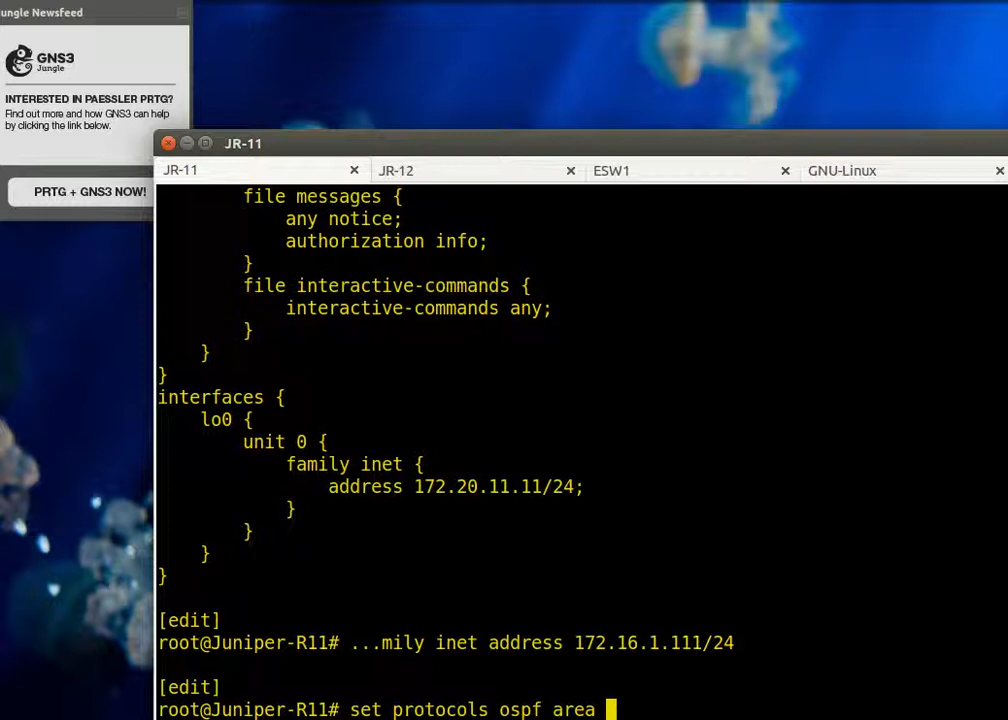 ungle Newsfeed
GNS3
Jungle
INTERESTED IN PAESSLER PRTG?
Find out more and how GNS3 can help
by clicking the link below.
PRTG + GNS3 NOW!
JR-11
JR-11
JR-12
ESW1
GNU-Linux
file messages {
any notice;
authorization info;
}
file interactive-commands {
interactive-commands any;
}
}
}
interfaces {
lo0 {
unit 0 {
family inet {
address 172.20.11.11/24;
}
}
}
}
[edit]
root@Juniper-R11# ...mily inet address 172.16.1.111/24
[edit]
root@Juniper-R11# set protocols ospf area